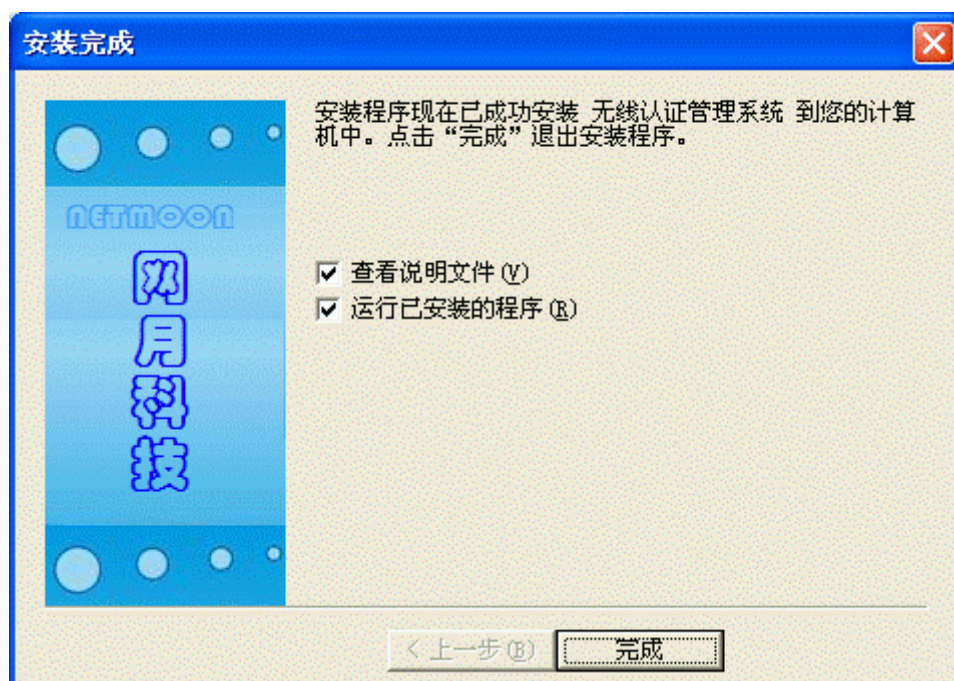 安装完成
安装程序现在已成功安装 无线认证管理系统 到您的计算
机中。点击“完成”退出安装程序。
NETMOON
网
月
科
技
查看说明文件(V)
运行已安装的程序(R)
< 上一步(B)
完成